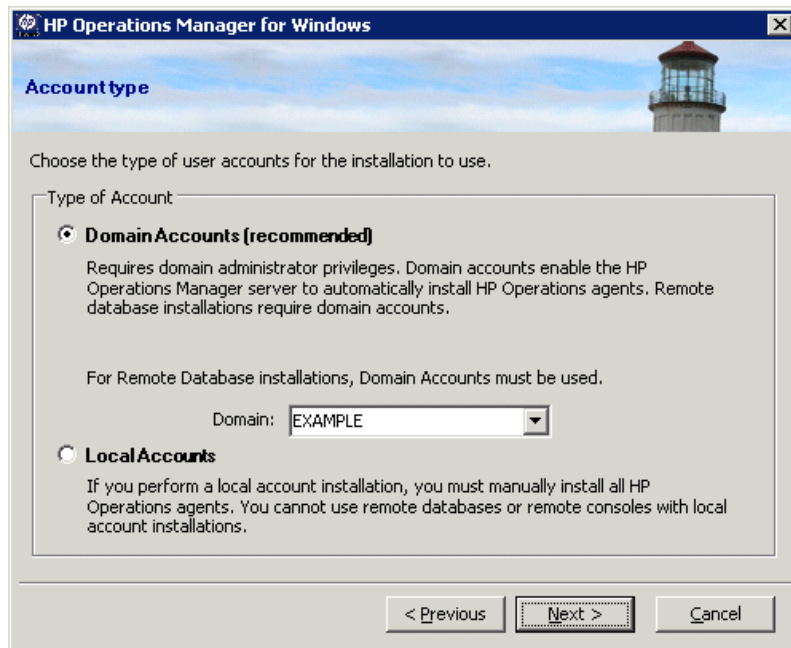 HP Operations Manager for Windows
Account type
Choose the type of user accounts for the installation to use.
Type of Account
Domain Accounts (recommended)
Requires domain administrator privileges. Domain accounts enable the HP
Operations Manager server to automatically install HP Operations agents. Remote
database installations require domain accounts.
For Remote Database installations, Domain Accounts must be used.
Domain: EXAMPLE
Local Accounts
If you perform a local account installation, you must manually install all HP
Operations agents. You cannot use remote databases or remote consoles with local
account installations.
< Previous Next > Cancel